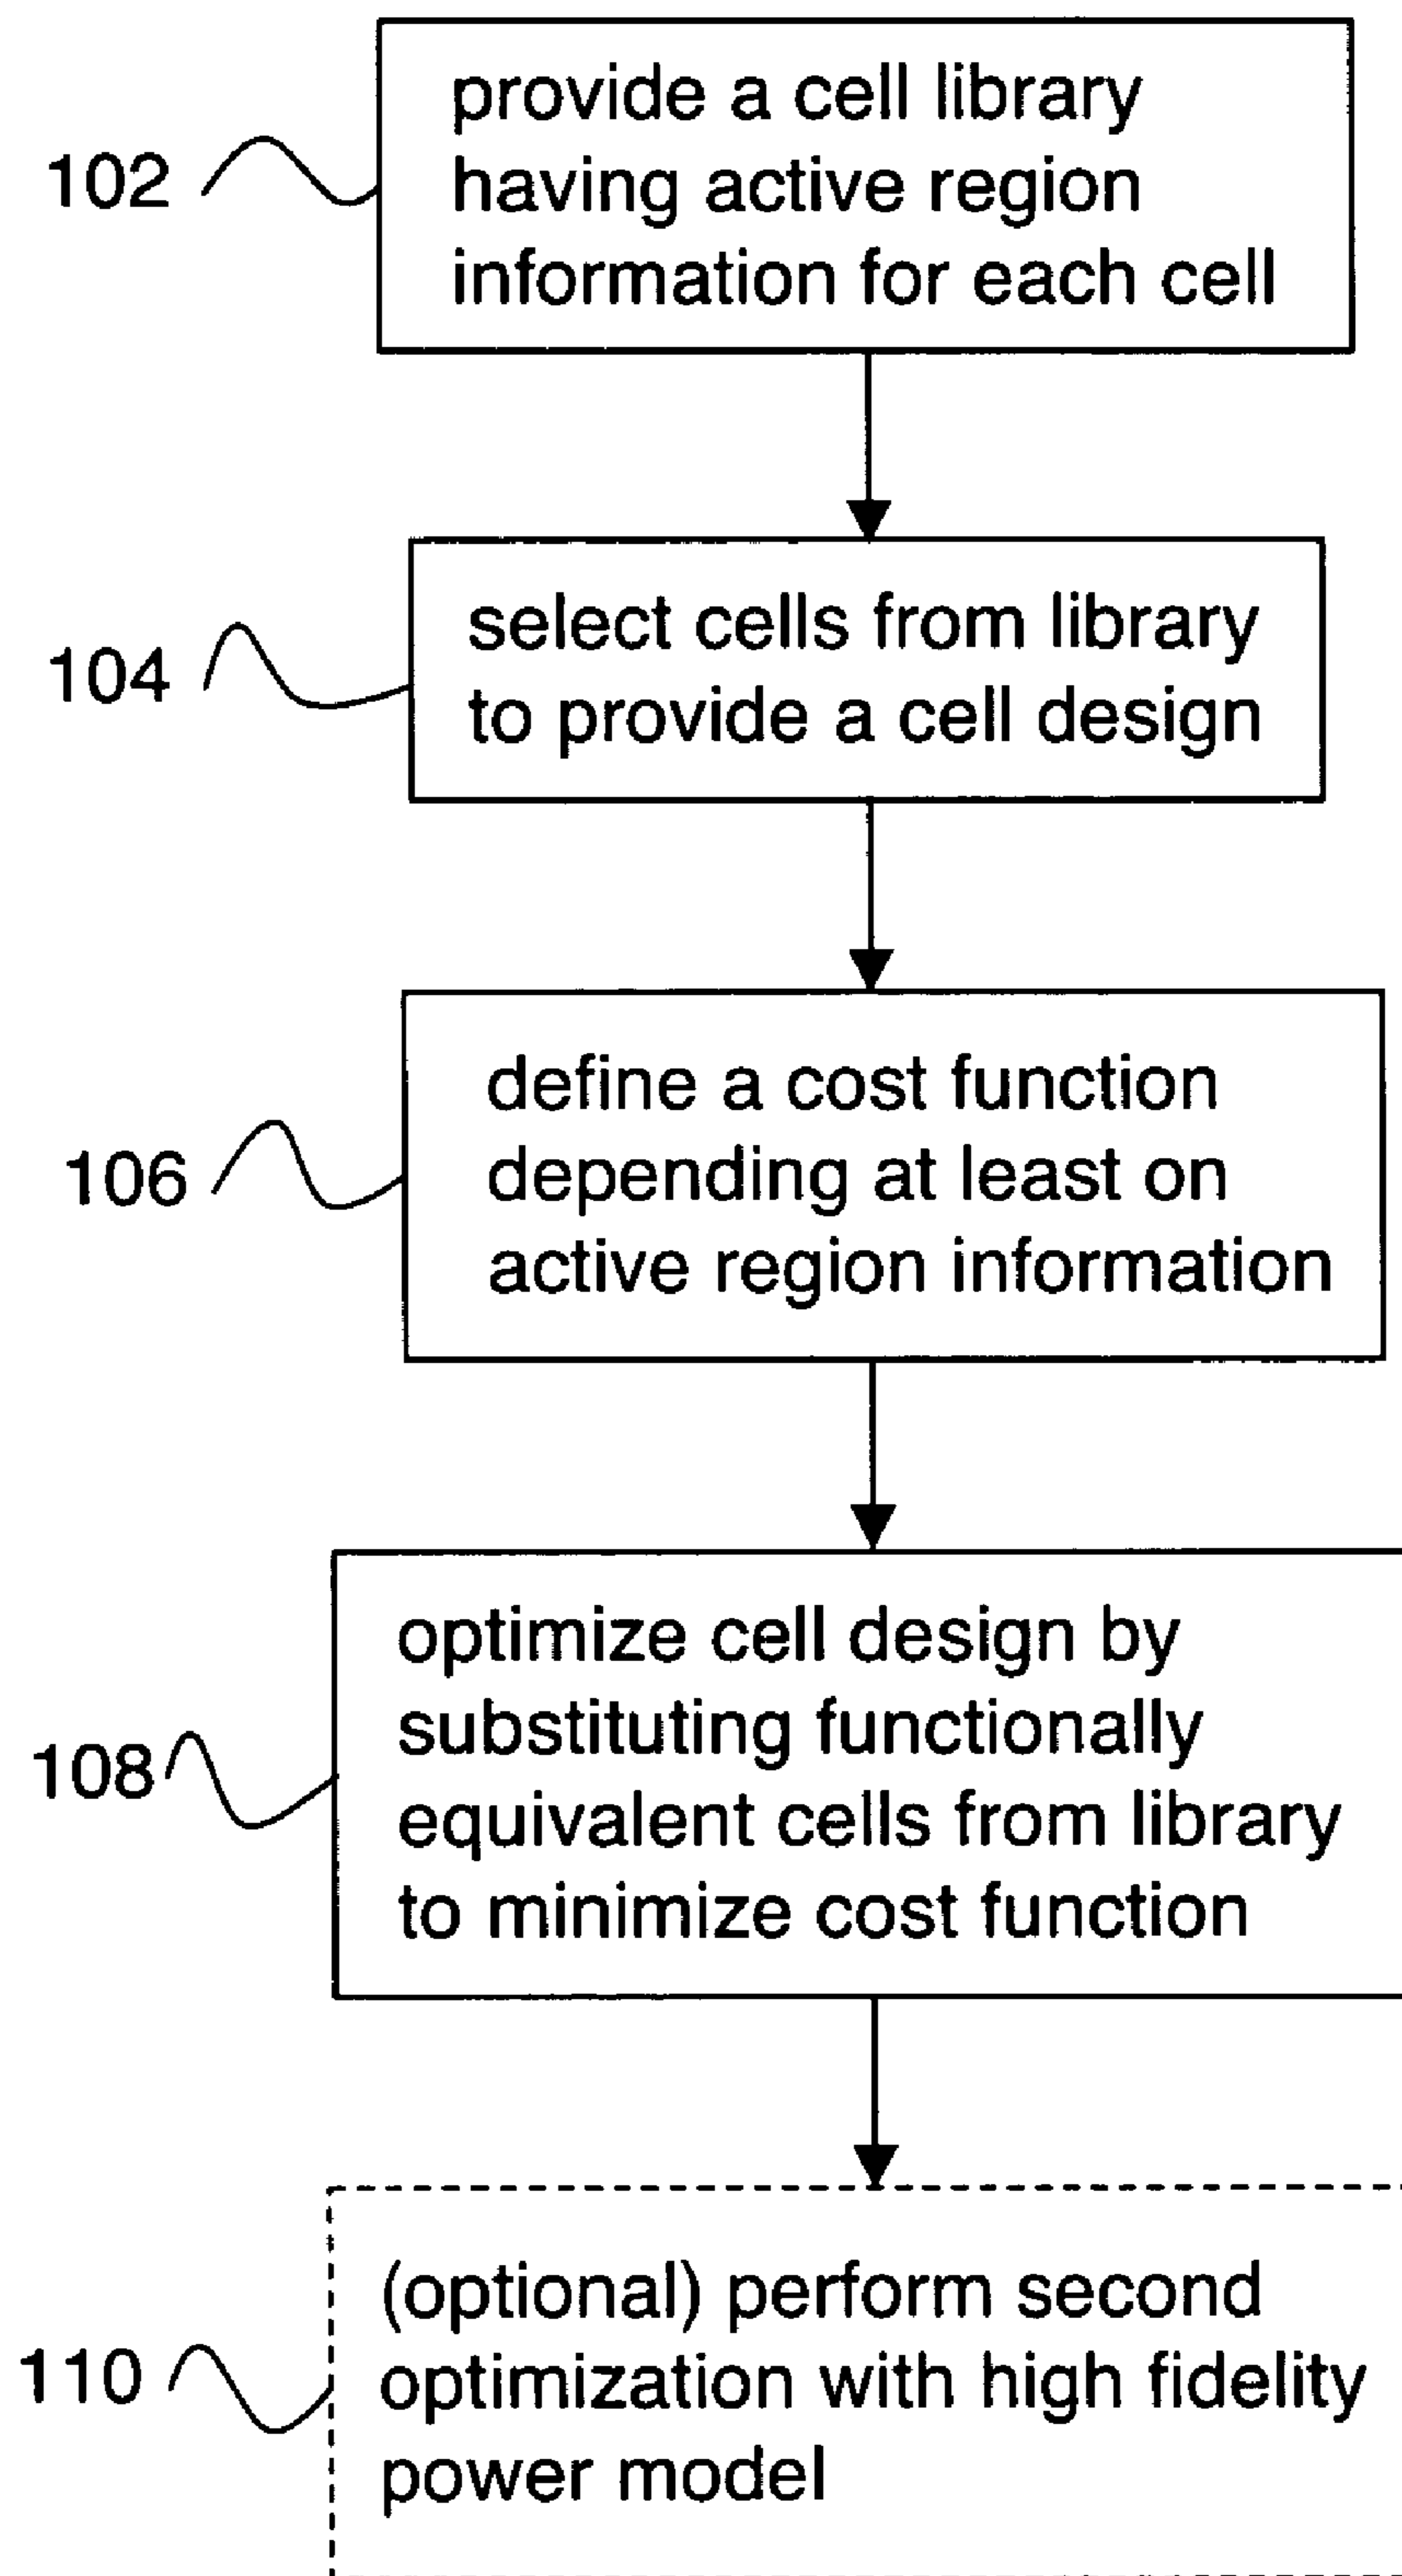 provide a cell library
102
having active region
information for each cell
select cells from library
104
to provide a cell design
define a cost function
106
depending at least on
active region information
optimize cell design by
substituting functionally
108
equivalent cells from library
to minimize cost function
(optional) perform second
110
optimization with high fidelity
power model